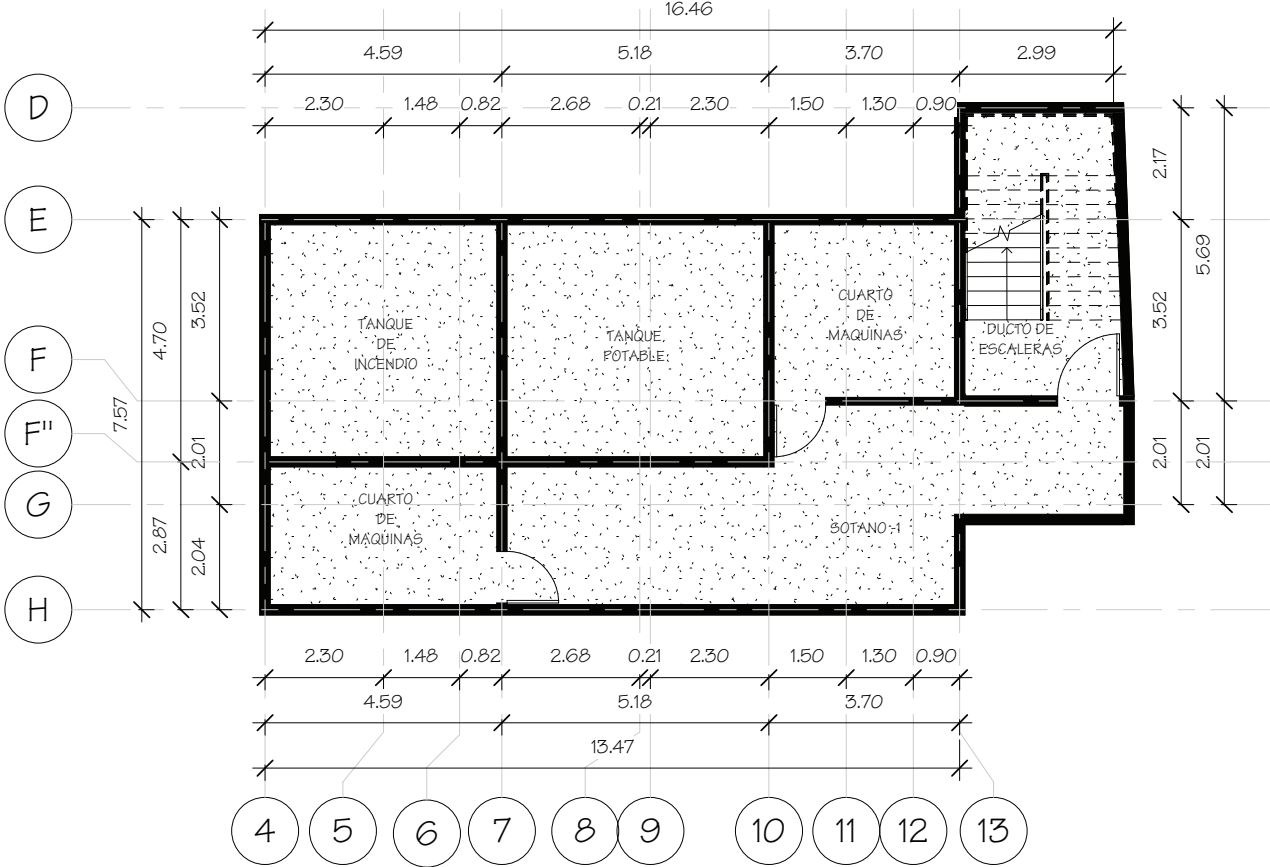 16.46
4.59 5.18 3.70 2.99
2.30 1.48 0.82 2.68 0.21 2.30 1.50 1.30 0.90
D
E
F
F"
G
H
7.57
4.70
2.87
3.52
2.01
2.04
2.17
3.52
2.01
5.69
2.01
TANQUE
DE
INCENDIO
TANQUE
POTABLE
CUARTO
DE
MAQUINAS
DUCTO DE
ESCALERAS
CUARTO
DE
MAQUINAS
SOTANO -1
2.30 1.48 0.82 2.68 0.21 2.30 1.50 1.30 0.90
4.59 5.18 3.70
13.47
4 5 6 7 8 9 10 11 12 13